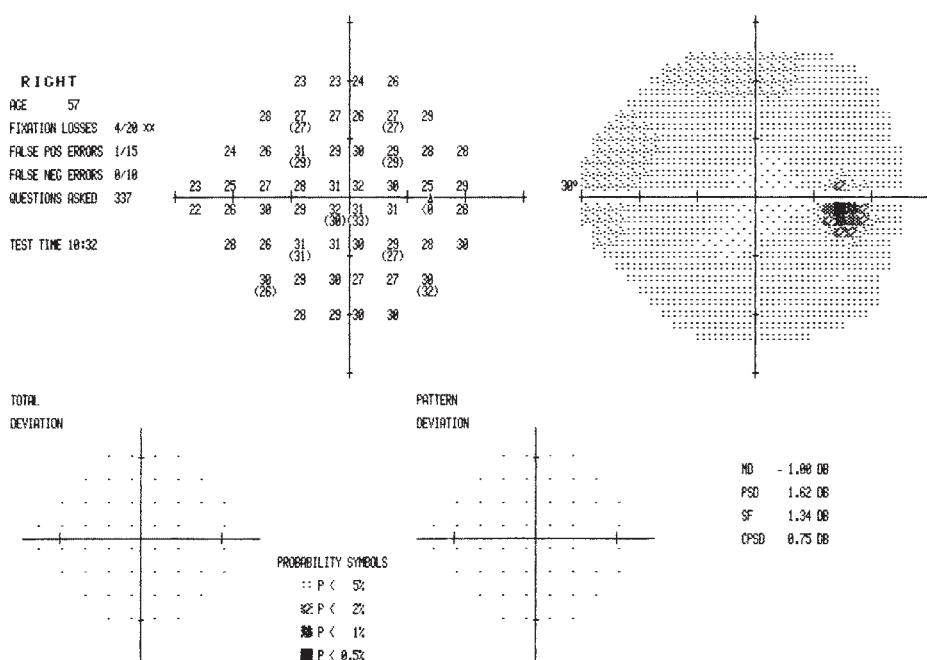 RIGHT
AGE 57
FIXATION LOSSES 4/20 xx
FALSE POS ERRORS 1/15
FALSE NEG ERRORS 0/10
QUESTIONS ASKED 337
TEST TIME 10:32
23 23 24 26
28 27 27 26 27 29
(27) (27)
24 26 31 29 30 29 28 28
(29) (29)
23 25 27 28 31 32 30 25 29
22 26 30 29 32 31 31 <0 28
(30) (33)
28 26 31 31 30 29 28 30
(31) (27)
30 29 30 27 27 30
(26) (32)
28 29 30 30
30°
TOTAL
DEVIATION
PATTERN
DEVIATION
PROBABILITY SYMBOLS
P < 5%
P < 2%
P < 1%
P < 0.5%
MD - 1.00 DB
PSD 1.62 DB
SF 1.34 DB
CPSD 0.75 DB